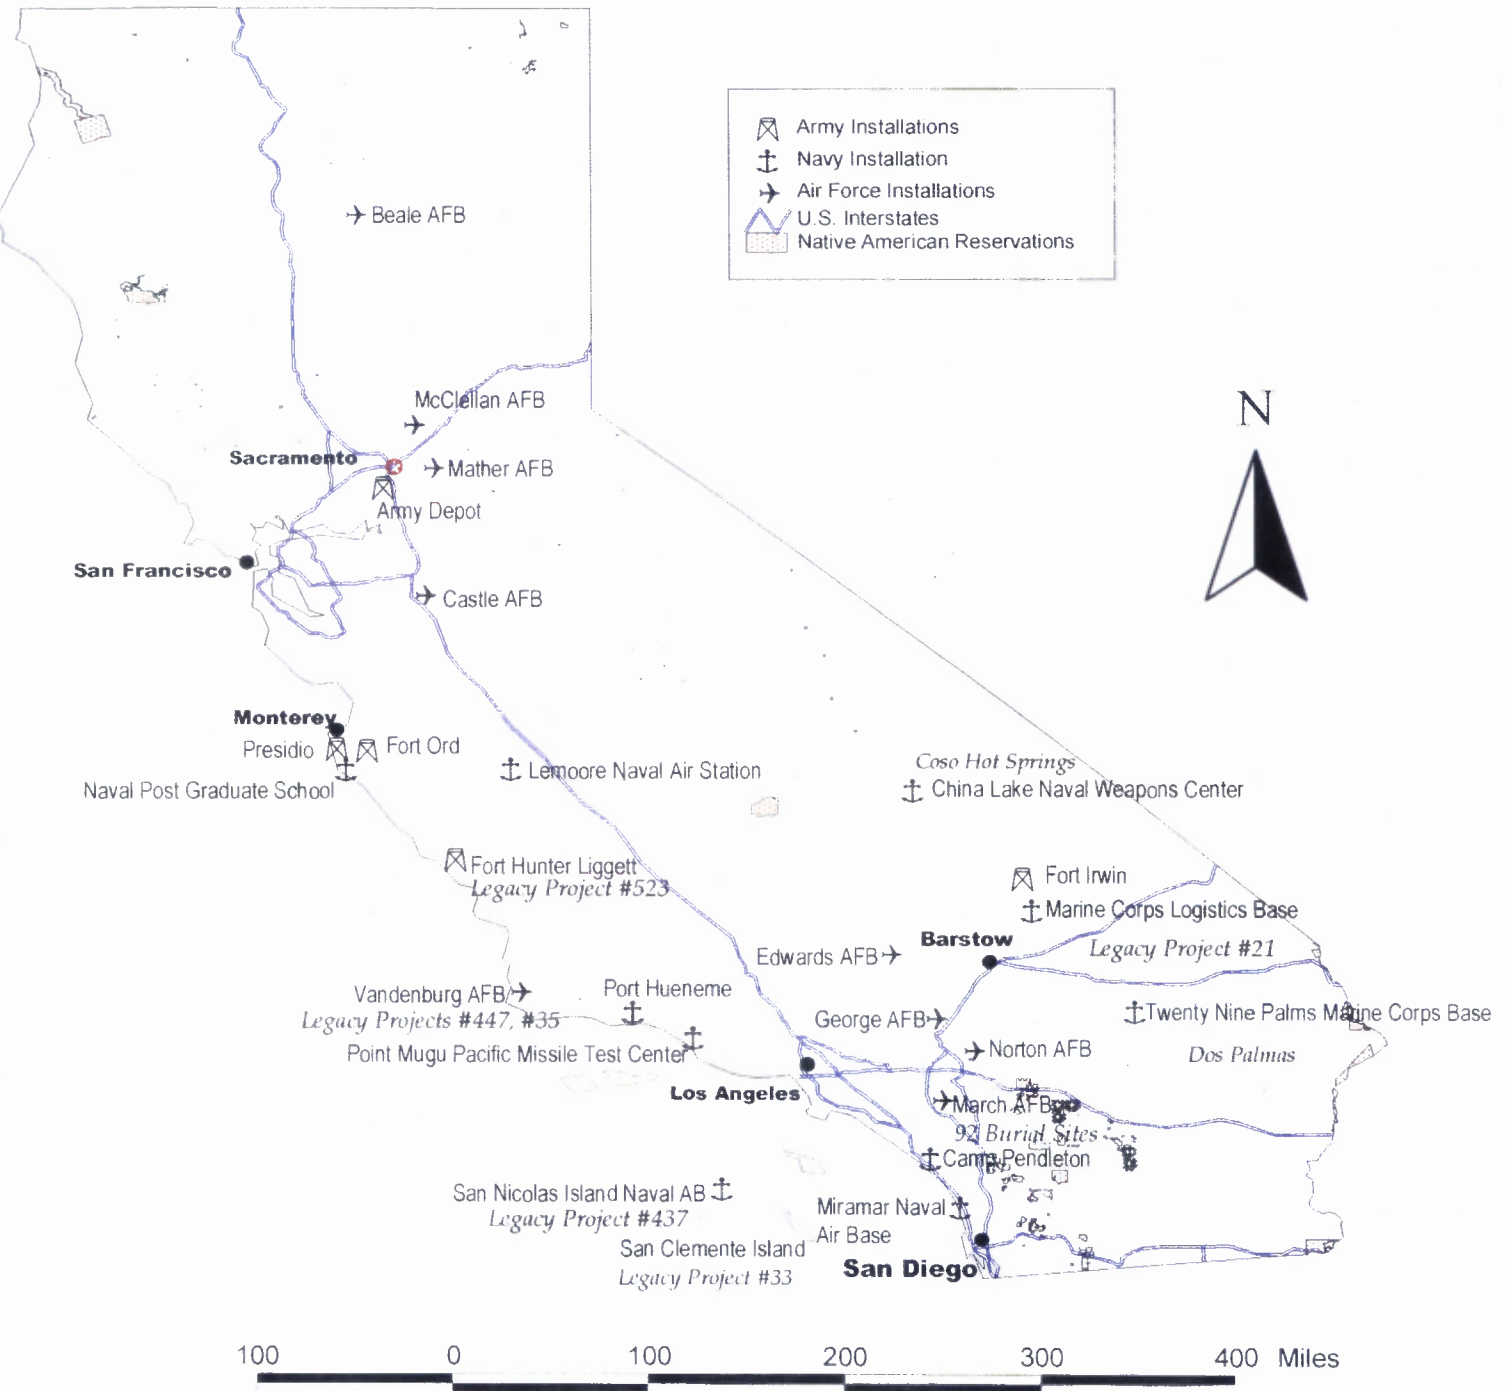 Army Installations
Navy Installation
Air Force Installations
U.S. Interstates
Native American Reservations
Beale AFB
N
McClellan AFB
Sacramento
Mather AFB
Army Depot
San Francisco
Castle AFB
Monterey
Presidio
Fort Ord
Naval Post Graduate School
Lemoore Naval Air Station
Coso Hot Springs
China Lake Naval Weapons Center
Fort Hunter Liggett
Legacy Project #523
Fort Irwin
Marine Corps Logistics Base
Barstow
Legacy Project #21
Edwards AFB
Vandenburg AFB
Legacy Projects #447, #35
Port Hueneme
Point Mugu Pacific Missile Test Center
George AFB
Twenty Nine Palms Marine Corps Base
Norton AFB
Dos Palmas
Los Angeles
March AFB
92 Burial Sites
Camp Pendleton
San Nicolas Island Naval AB
Legacy Project #437
Miramar Naval
Air Base
San Clemente Island
Legacy Project #33
San Diego
100 0 100 200 300 400 Miles